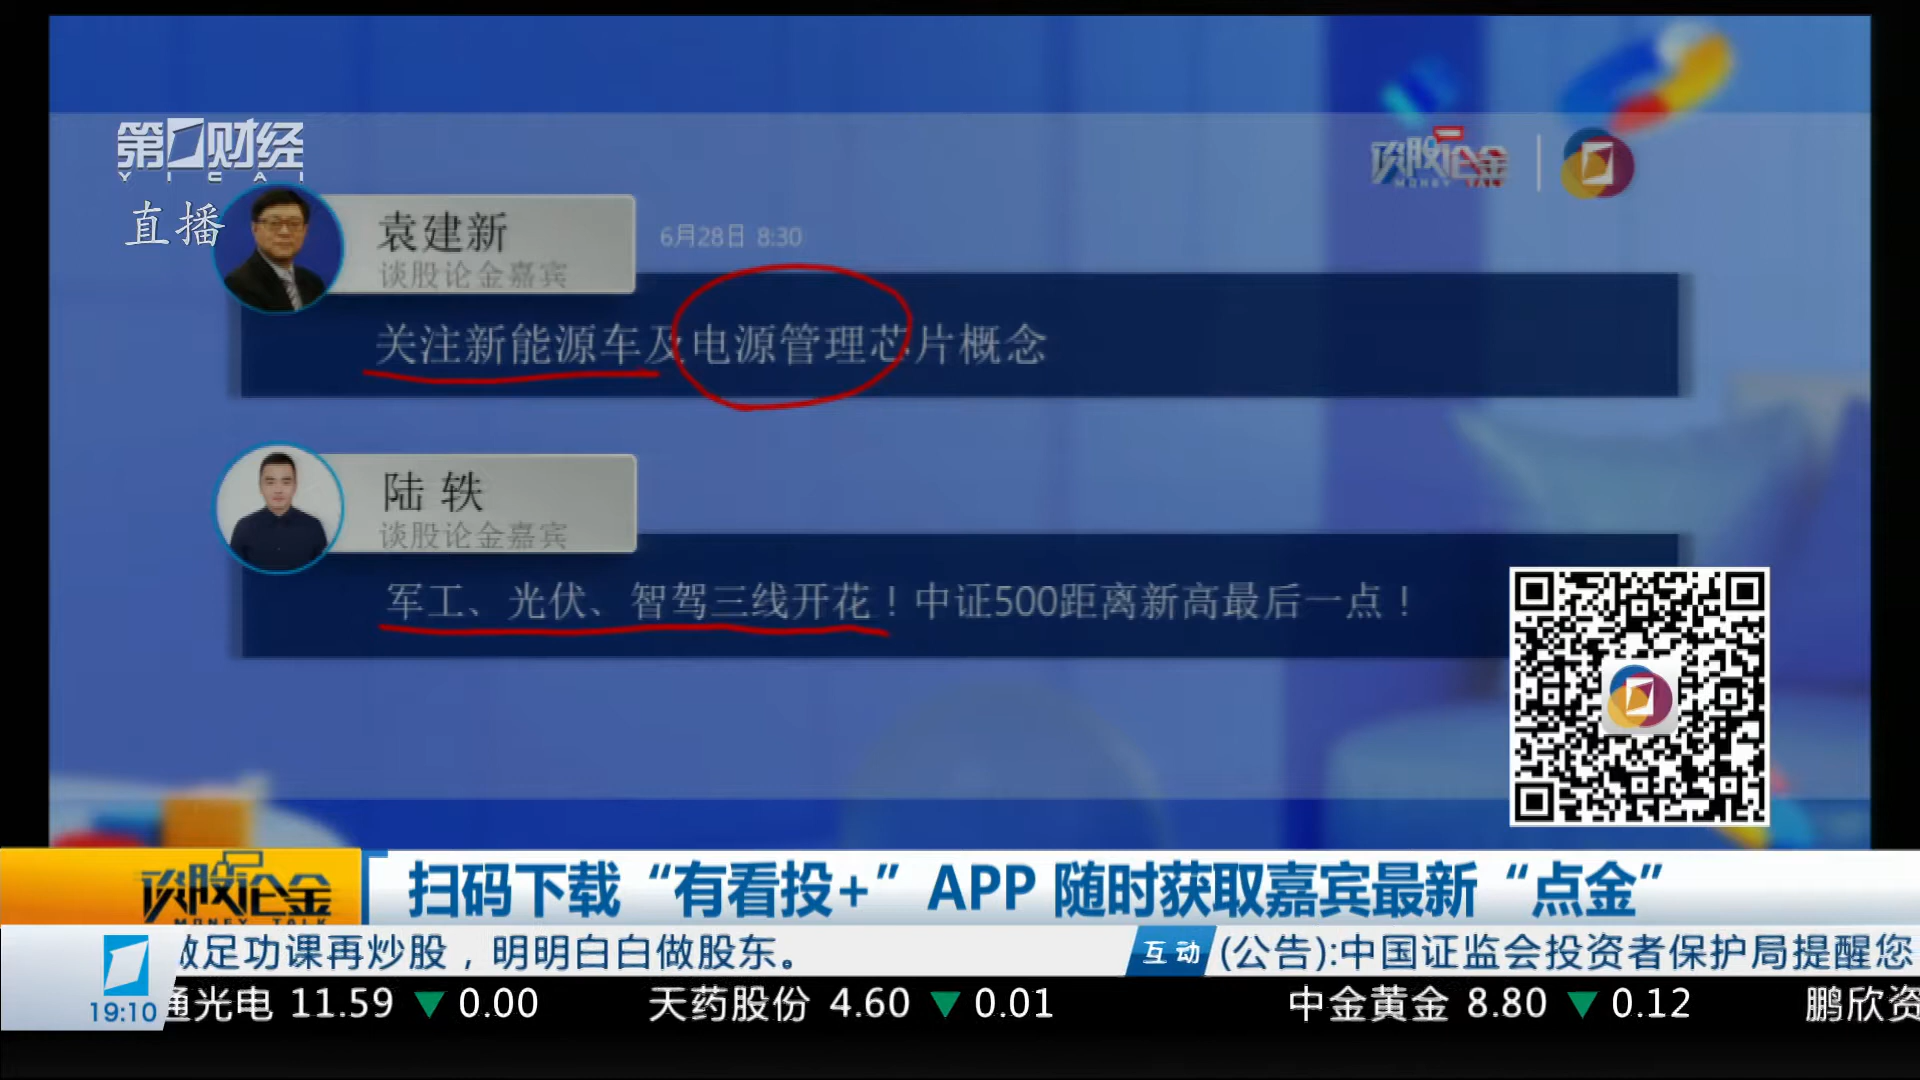 第一财经
YICAI
直播
谈股论金
MONEY TALK
袁建新
谈股论金嘉宾
6月28日 8:30
关注新能源车及电源管理芯片概念
陆轶
谈股论金嘉宾
军工、光伏、智驾三线开花！中证500距离新高最后一点！
谈股论金
MONEY TALK
扫码下载“有看投+”APP 随时获取嘉宾最新“点金”
做足功课再炒股，明明白白做股东。
互动
(公告):中国证监会投资者保护局提醒您
19:10
通光电 11.59 ▼ 0.00
天药股份 4.60 ▼ 0.01
中金黄金 8.80 ▼ 0.12
鹏欣资